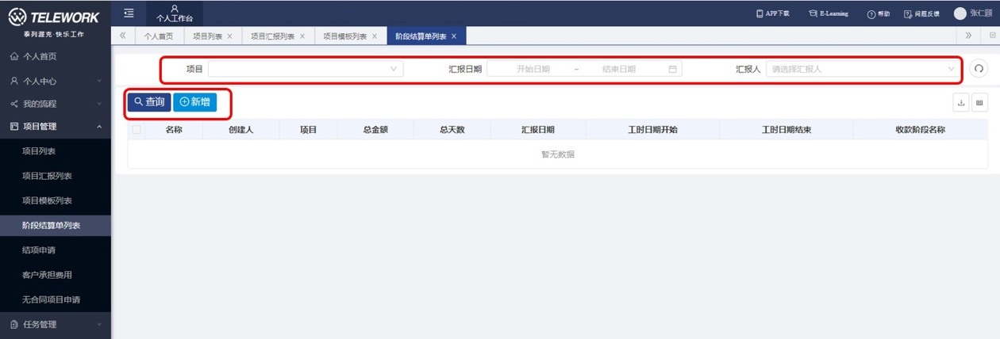 TELEWORK
泰列渥克·快乐工作
个人工作台
APP下载
E-Learning
帮助
问题反馈
张仁囸
个人首页
项目列表
项目汇报列表
项目模板列表
阶段结算单列表
个人首页
个人中心
我的流程
项目管理
项目列表
项目汇报列表
项目模板列表
阶段结算单列表
结项申请
客户承担费用
无合同项目申请
任务管理
项目
汇报日期
开始日期
~
结束日期
汇报人
请选择汇报人
查询
新增
名称
创建人
项目
总金额
总天数
汇报日期
工时日期开始
工时日期结束
收款阶段名称
暂无数据